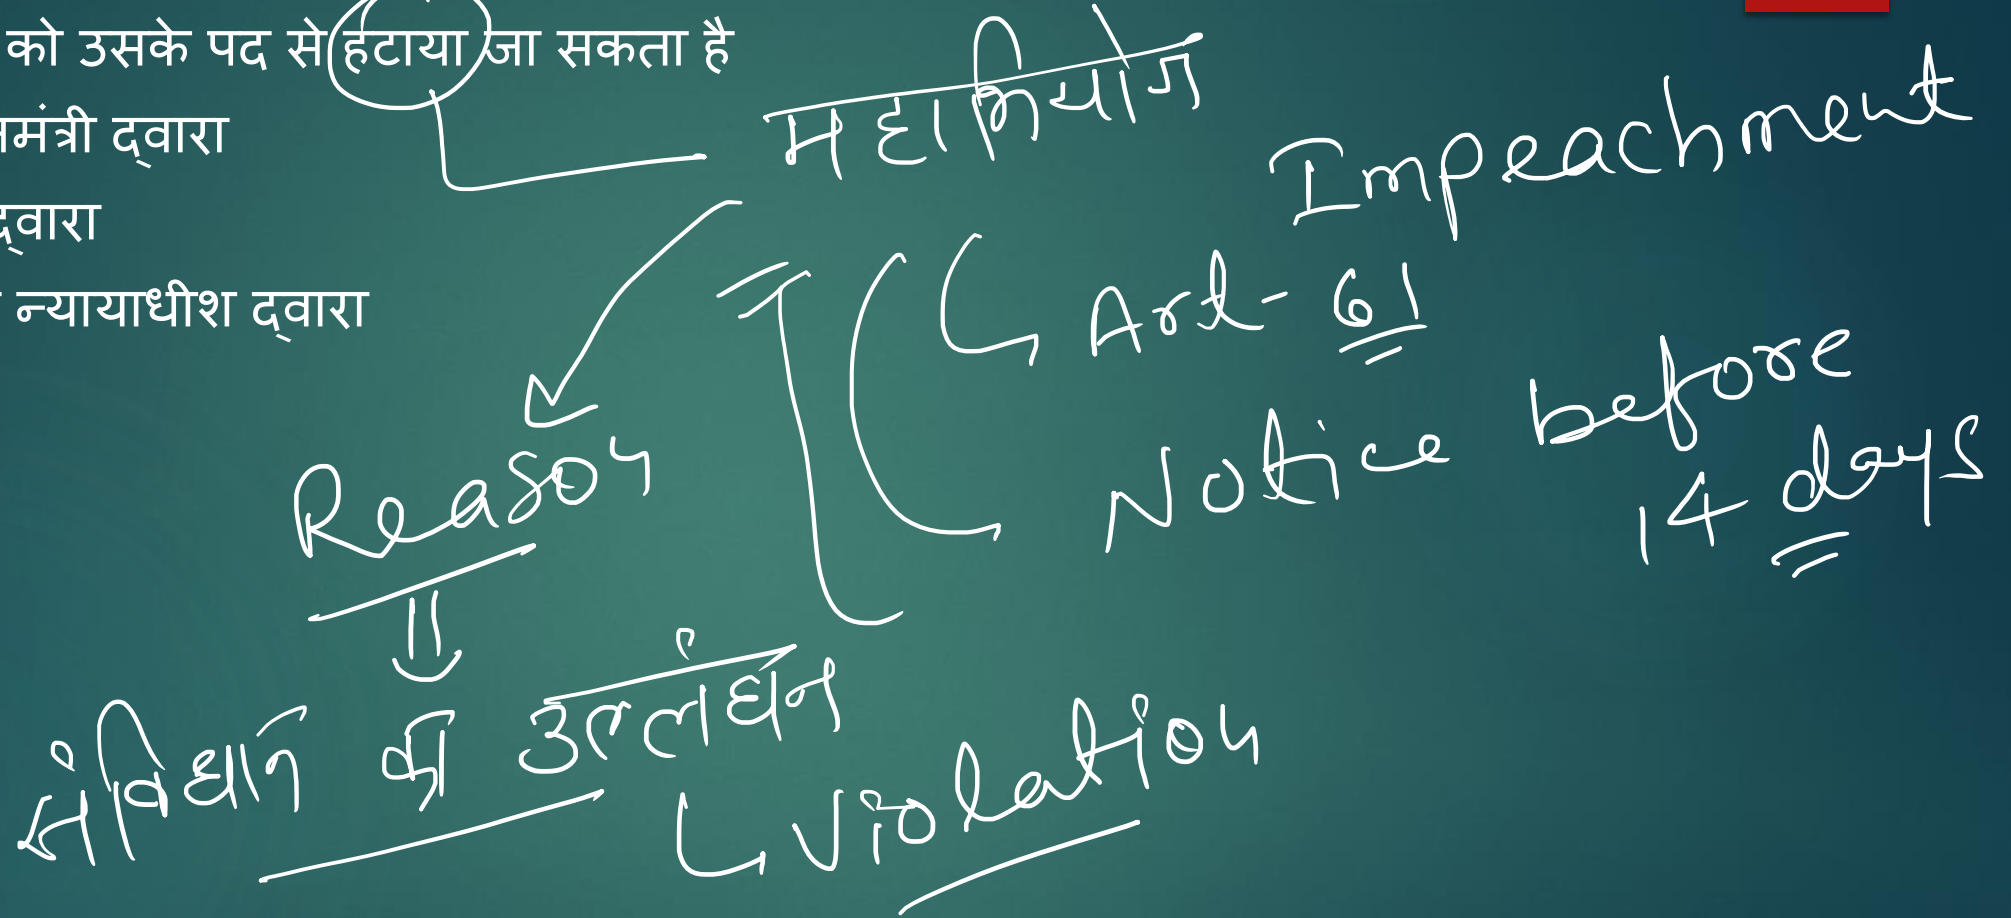 को उसके पद से हटाया जा सकता है
महाभियोग
Impeachment
मंत्री द्वारा
द्वारा
न्यायाधीश द्वारा
Art - 61
Notice before
14 days
Reason
संविधान का उल्लंघन
Violation